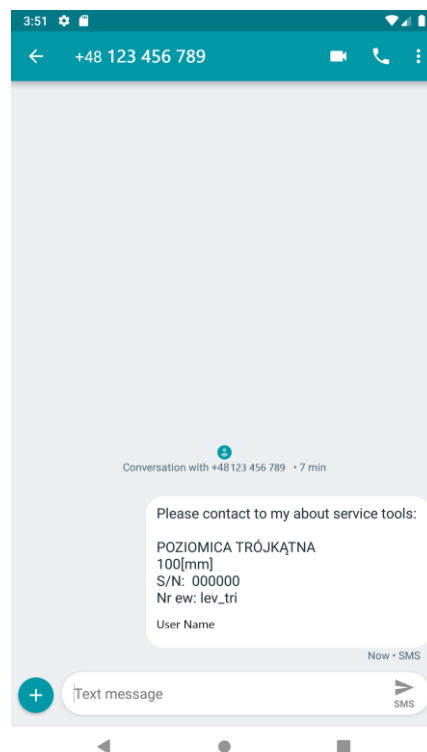 3:51
+48 123 456 789
Conversation with +48 123 456 789 • 7 min
Please contact to my about service tools:
POZIOMICA TRÓJKĄTNA
100[mm]
S/N: 000000
Nr ew: lev_tri
User Name
Now • SMS
Text message
SMS